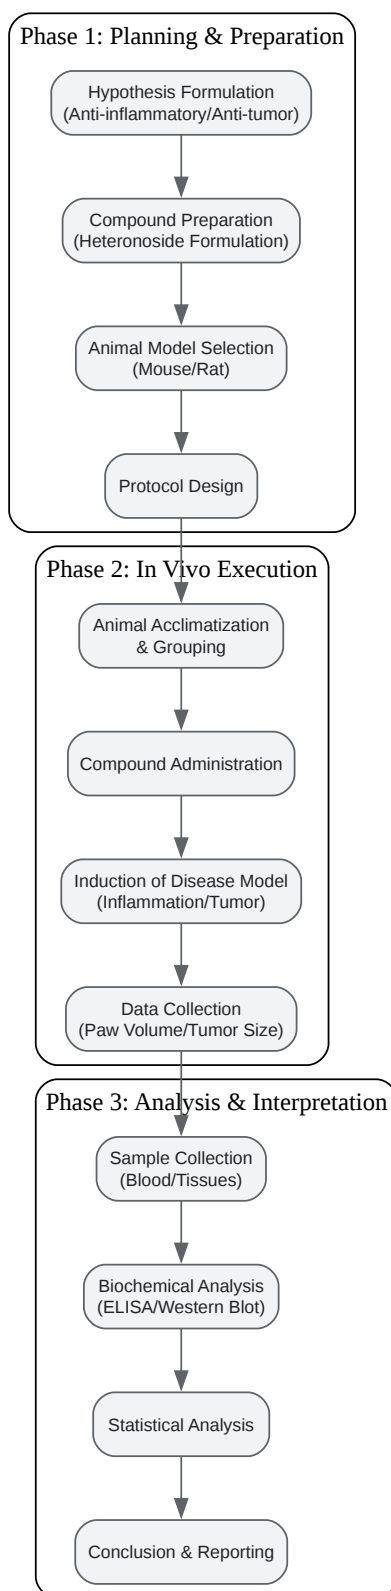 Phase 1: Planning & Preparation
Hypothesis Formulation
(Anti-inflammatory/Anti-tumor)
Compound Preparation
(Heteronoside Formulation)
Animal Model Selection
(Mouse/Rat)
Protocol Design
Phase 2: In Vivo Execution
Animal Acclimatization
& Grouping
Compound Administration
Induction of Disease Model
(Inflammation/Tumor)
Data Collection
(Paw Volume/Tumor Size)
Phase 3: Analysis & Interpretation
Sample Collection
(Blood/Tissues)
Biochemical Analysis
(ELISA/Western Blot)
Statistical Analysis
Conclusion & Reporting